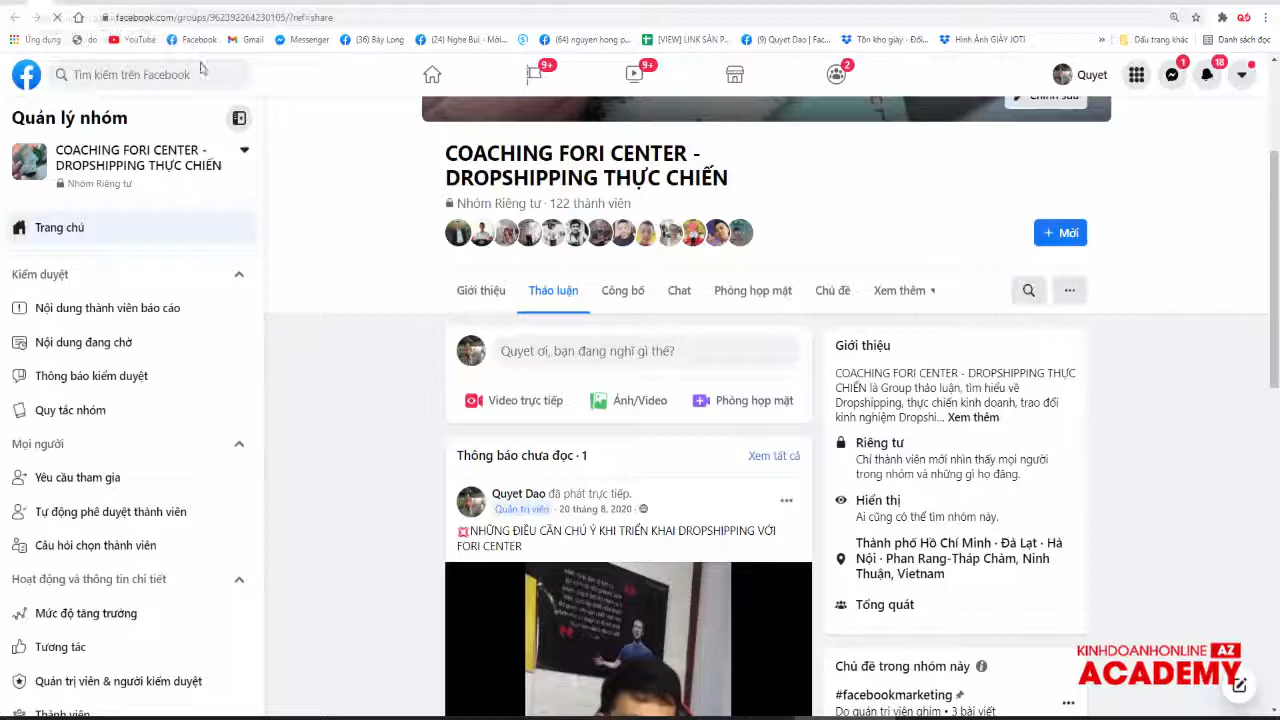 facebook.com/groups/962392264230105/?ref=share
Ứng dụng
do
YouTube
Facebook
Gmail
Messenger
(36) Bảy Long
(24) Nghe Bui - Mòi...
(64) nguyen hong p...
[VIEW] LINK SẢN P...
(9) Quyet Dao | Fac...
Tồn kho giày - Đối...
Hình Ảnh GIÀY JOTI
»
Dấu trang khác
Danh sách đọc
Tìm kiếm trên Facebook
9+
9+
2
Quyet
1
18
Quản lý nhóm
COACHING FORI CENTER -
DROPSHIPPING THỰC CHIẾN
Nhóm Riêng tư
Trang chủ
Kiểm duyệt
Nội dung thành viên báo cáo
Nội dung đang chờ
Thông báo kiểm duyệt
Quy tắc nhóm
Mọi người
Yêu cầu tham gia
Tự động phê duyệt thành viên
Câu hỏi chọn thành viên
Hoạt động và thông tin chi tiết
Mức độ tăng trưởng
Tương tác
Quản trị viên & người kiểm duyệt
Thành viên
Chỉnh sửa
COACHING FORI CENTER -
DROPSHIPPING THỰC CHIẾN
Nhóm Riêng tư · 122 thành viên
+ Mời
Giới thiệu
Thảo luận
Công bố
Chat
Phòng họp mặt
Chủ đề
Xem thêm
Quyet ơi, bạn đang nghĩ gì thế?
Video trực tiếp
Ảnh/Video
Phòng họp mặt
Thông báo chưa đọc · 1
Xem tất cả
Quyet Dao đã phát trực tiếp.
Quản trị viên · 20 tháng 8, 2020 ·
NHỮNG ĐIỀU CẦN CHÚ Ý KHI TRIỂN KHAI DROPSHIPPING VỚI
FORI CENTER
Giới thiệu
COACHING FORI CENTER - DROPSHIPPING THỰC
CHIẾN là Group thảo luận, tìm hiểu về
Dropshipping, thực chiến kinh doanh, trao đổi
kinh nghiệm Dropshi... Xem thêm
Riêng tư
Chỉ thành viên mới nhìn thấy mọi người
trong nhóm và những gì họ đăng.
Hiển thị
Ai cũng có thể tìm nhóm này.
Thành phố Hồ Chí Minh · Đà Lạt · Hà
Nội · Phan Rang-Tháp Chàm, Ninh
Thuận, Vietnam
Tổng quát
Chủ đề trong nhóm này
#facebookmarketing
Do quản trị viên ghim • 3 bài viết
KINHDOANHONLINE AZ
ACADEMY